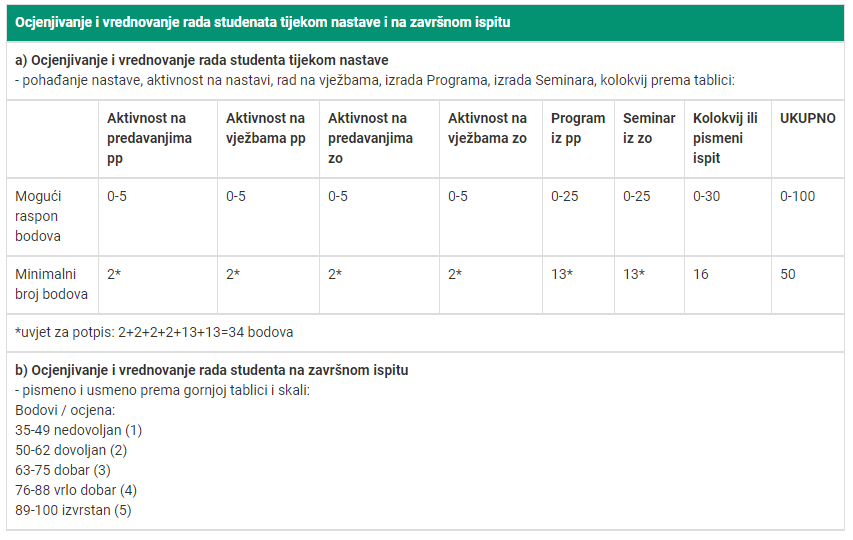 Ocjenjivanje i vrednovanje rada studenata tijekom nastave i na završnom ispitu
a) Ocjenjivanje i vrednovanje rada studenta tijekom nastave
- pohađanje nastave, aktivnost na nastavi, rad na vježbama, izrada Programa, izrada Seminara, kolokvij prema tablici:
Aktivnost na predavanjima pp
Aktivnost na vježbama pp
Aktivnost na predavanjima zo
Aktivnost na vježbama zo
Program iz pp
Seminar iz zo
Kolokvij ili pismeni ispit
UKUPNO
Mogući raspon bodova
0-5
0-5
0-5
0-5
0-25
0-25
0-30
0-100
Minimalni broj bodova
2*
2*
2*
2*
13*
13*
16
50
*uvjet za potpis: 2+2+2+2+13+13=34 bodova
b) Ocjenjivanje i vrednovanje rada studenta na završnom ispitu
- pismeno i usmeno prema gornjoj tablici i skali:
Bodovi / ocjena:
35-49 nedovoljan (1)
50-62 dovoljan (2)
63-75 dobar (3)
76-88 vrlo dobar (4)
89-100 izvrstan (5)